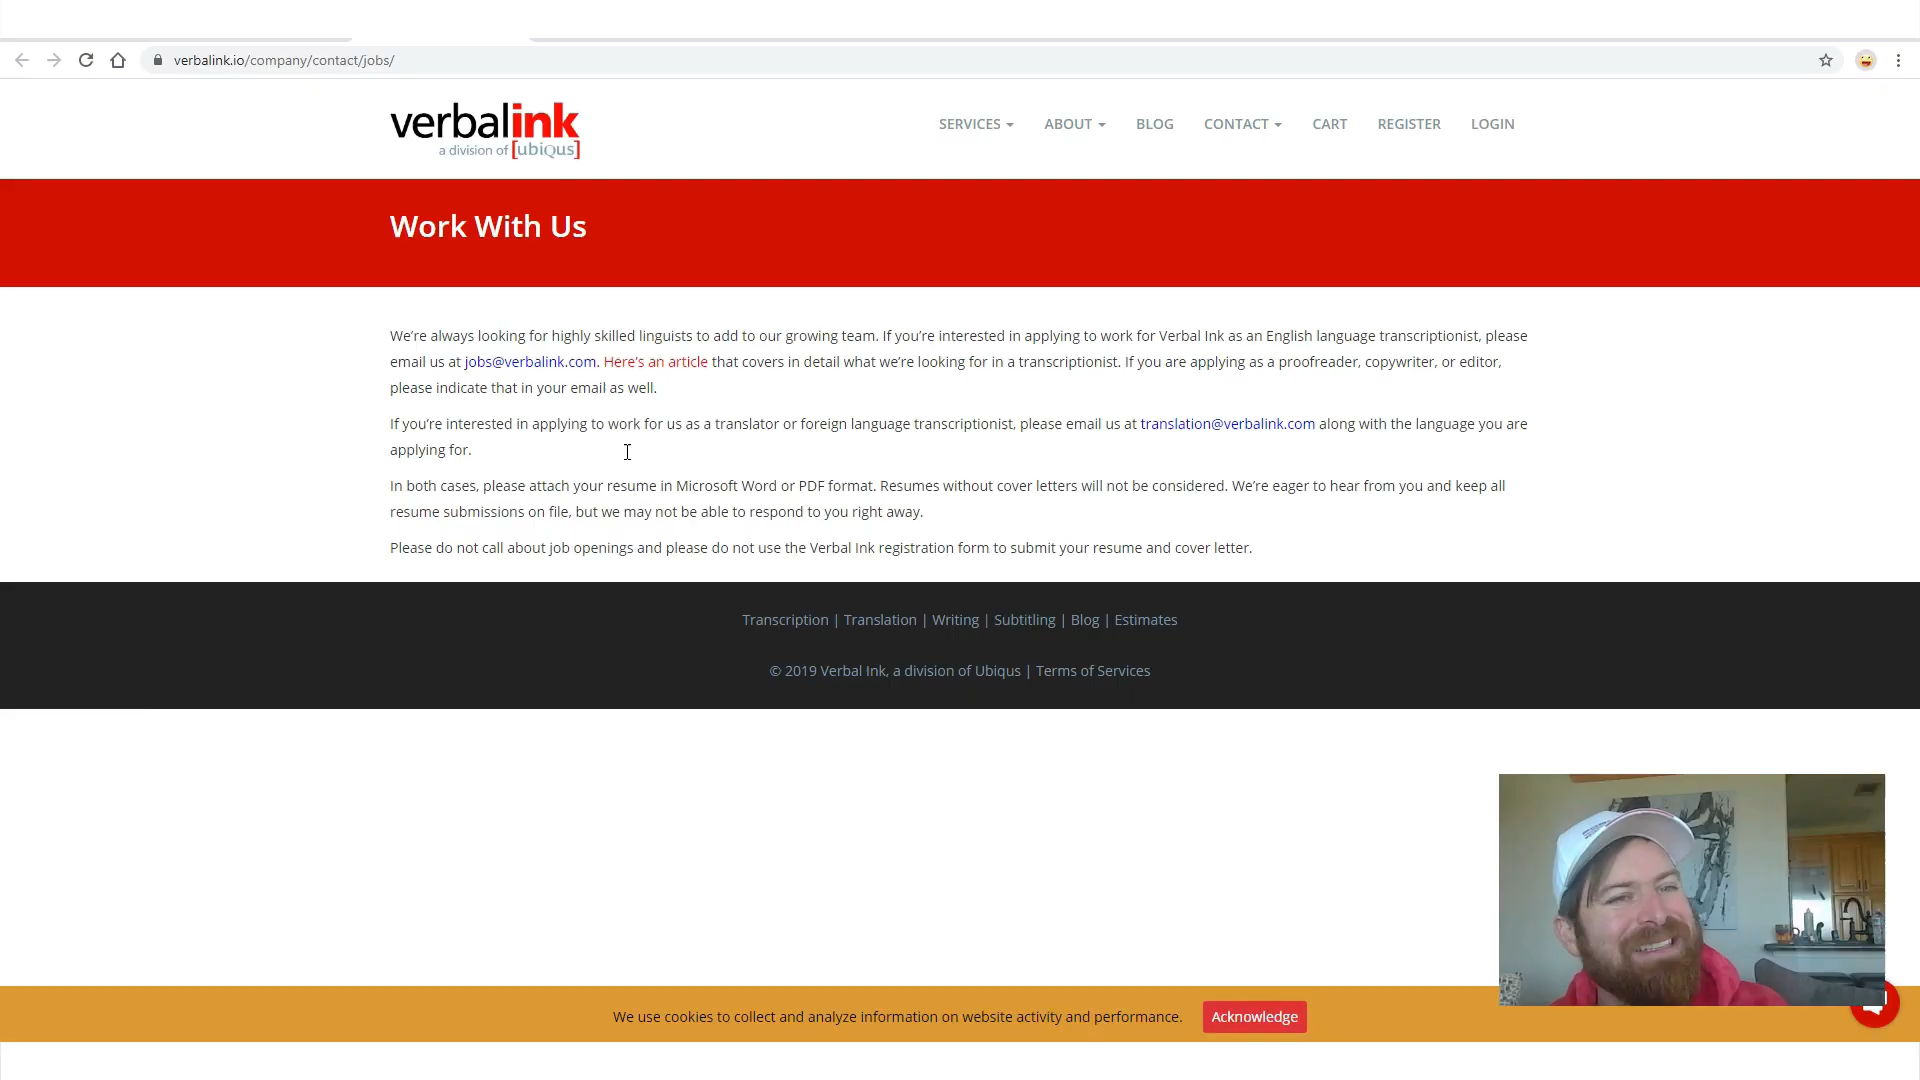 verbalink.io/company/contact/jobs/
verbalink
a division of [ubiQus]
SERVICES ABOUT BLOG CONTACT CART REGISTER LOGIN
Work With Us
We’re always looking for highly skilled linguists to add to our growing team. If you’re interested in applying to work for Verbal Ink as an English language transcriptionist, please
email us at jobs@verbalink.com. Here’s an article that covers in detail what we’re looking for in a transcriptionist. If you are applying as a proofreader, copywriter, or editor,
please indicate that in your email as well.
If you’re interested in applying to work for us as a translator or foreign language transcriptionist, please email us at translation@verbalink.com along with the language you are
applying for.
In both cases, please attach your resume in Microsoft Word or PDF format. Resumes without cover letters will not be considered. We’re eager to hear from you and keep all
resume submissions on file, but we may not be able to respond to you right away.
Please do not call about job openings and please do not use the Verbal Ink registration form to submit your resume and cover letter.
Transcription | Translation | Writing | Subtitling | Blog | Estimates
© 2019 Verbal Ink, a division of Ubiqus | Terms of Services
We use cookies to collect and analyze information on website activity and performance. Acknowledge